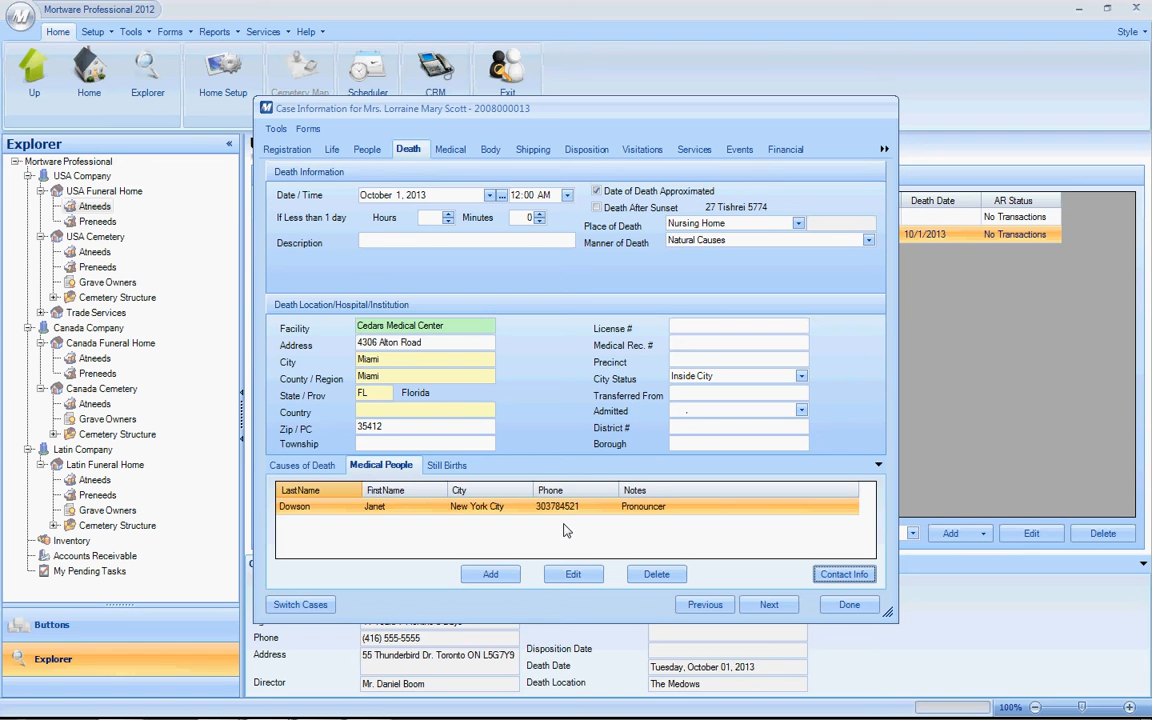 Mortware Professional 2012
Home Setup Tools Forms Reports Services Help Style
Up Home Explorer Home Setup Cemetery Map Scheduler CRM Exit
Explorer
Mortware Professional
USA Company
USA Funeral Home
Atneeds
Preneeds
USA Cemetery
Atneeds
Preneeds
Grave Owners
Cemetery Structure
Trade Services
Canada Company
Canada Funeral Home
Atneeds
Preneeds
Canada Cemetery
Atneeds
Grave Owners
Cemetery Structure
Latin Company
Latin Funeral Home
Atneeds
Preneeds
Grave Owners
Cemetery Structure
Inventory
Accounts Receivable
My Pending Tasks
Buttons
Explorer
Case Information for Mrs. Lorraine Mary Scott - 2008000013
Tools Forms
Registration Life People Death Medical Body Shipping Disposition Visitations Services Events Financial
Death Information
Date / Time October 1, 2013 ... 12:00 AM Date of Death Approximated
Death After Sunset 27 Tishrei 5774
If Less than 1 day Hours Minutes 0 Place of Death Nursing Home
Description Manner of Death Natural Causes
Death Location/Hospital/Institution
Facility Cedars Medical Center License #
Address 4306 Alton Road Medical Rec. #
City Miami Precinct
County / Region Miami City Status Inside City
State / Prov FL Florida Transferred From
Country Admitted .
Zip / PC 35412 District #
Township Borough
Causes of Death Medical People Still Births
LastName FirstName City Phone Notes
Dowson Janet New York City 303784521 Pronouncer
Add Edit Delete Contact Info
Switch Cases Previous Next Done
Death Date AR Status
No Transactions
10/1/2013 No Transactions
Add Edit Delete
Phone (416) 555-5555
Address 55 Thunderbird Dr. Toronto ON L5G7Y9
Director Mr. Daniel Boom
Disposition Date
Death Date Tuesday, October 01, 2013
Death Location The Medows
100%